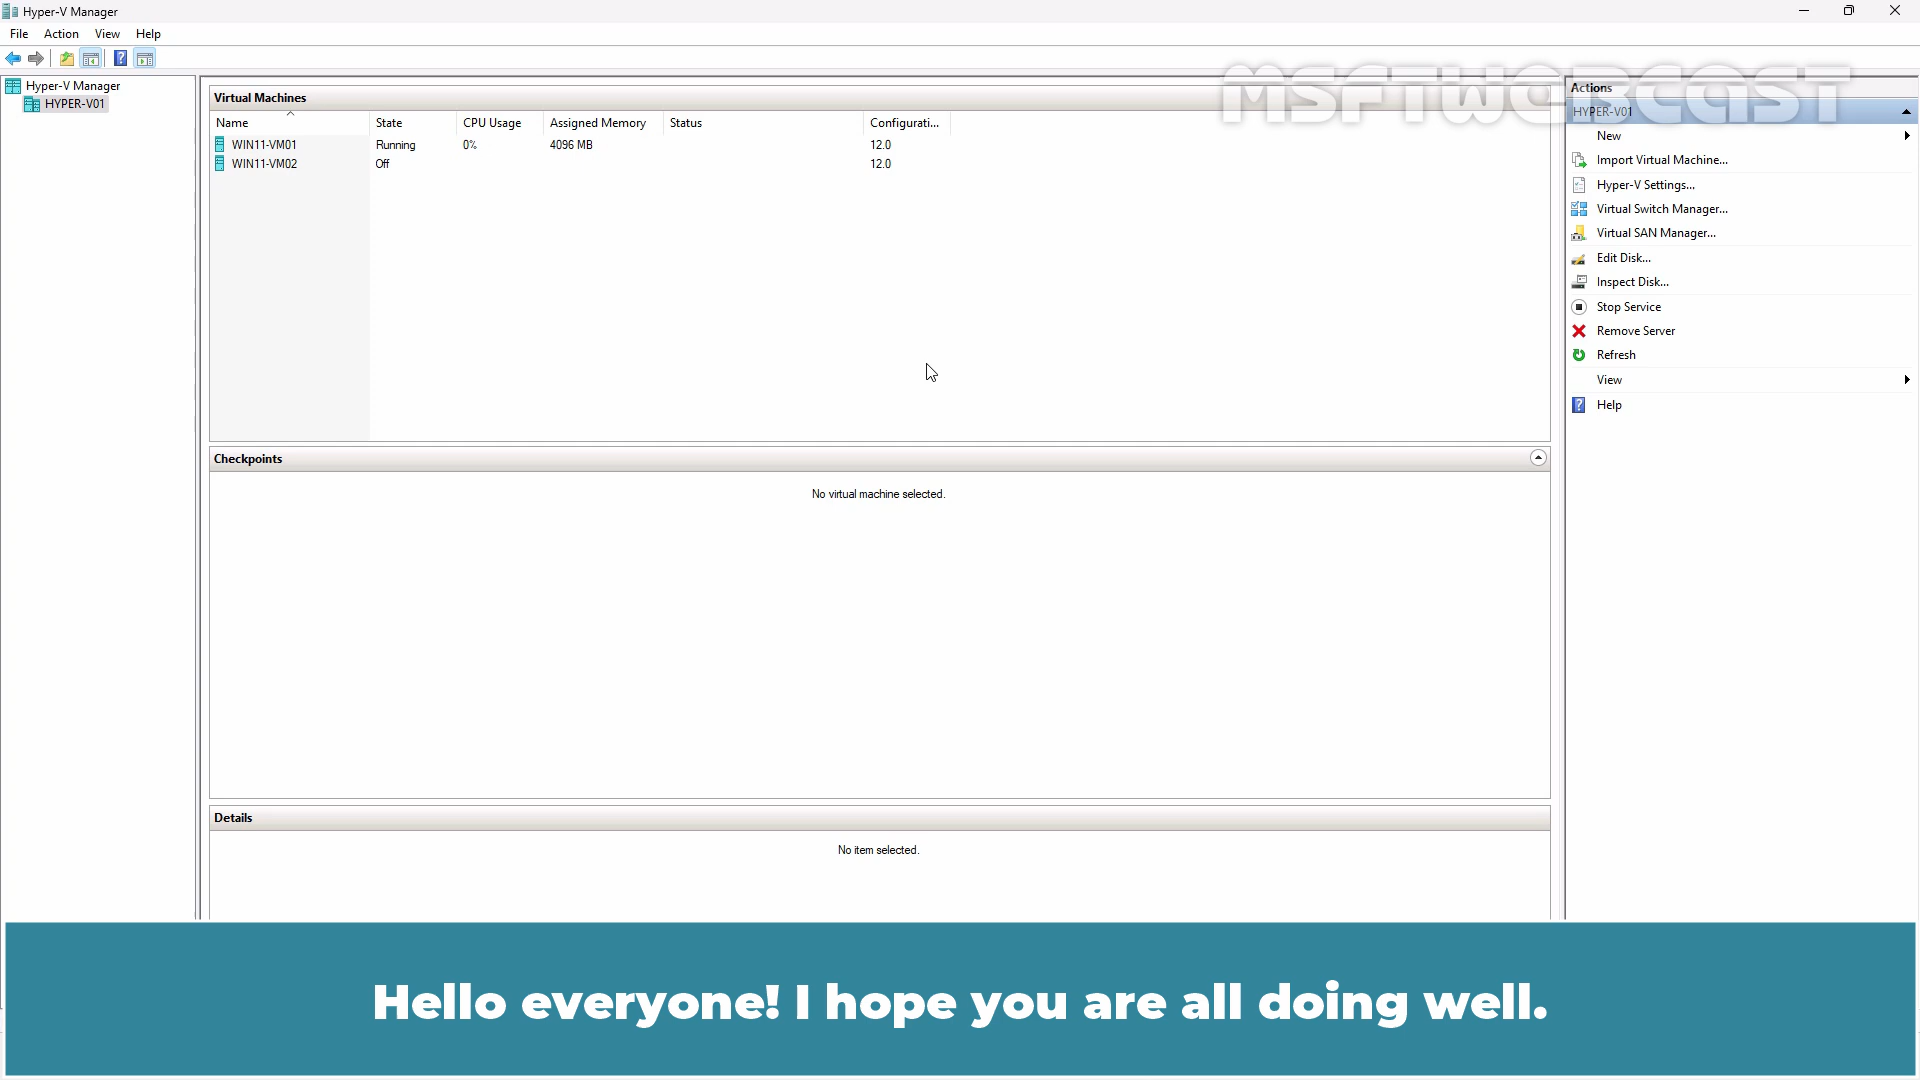 Hyper-V Manager
File Action View Help
Hyper-V Manager
HYPER-V01
Virtual Machines
Name State CPU Usage Assigned Memory Status Configurati...
WIN11-VM01 Running 0% 4096 MB 12.0
WIN11-VM02 Off 12.0
Checkpoints
No virtual machine selected.
Details
No item selected.
MSFTWEBCAST
Actions
HYPER-V01
New
Import Virtual Machine...
Hyper-V Settings...
Virtual Switch Manager...
Virtual SAN Manager...
Edit Disk...
Inspect Disk...
Stop Service
Remove Server
Refresh
View
Help
Hello everyone! I hope you are all doing well.